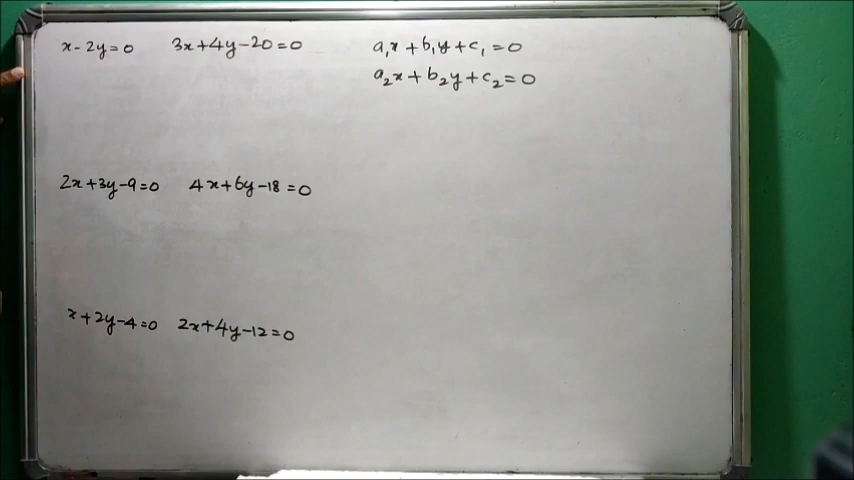 x-2y=0 3x+4y-20=0 a₁x+b₁y+c₁=0
a₂x+b₂y+c₂=0
2x+3y-9=0 4x+6y-18=0
x+2y-4=0 2x+4y-12=0